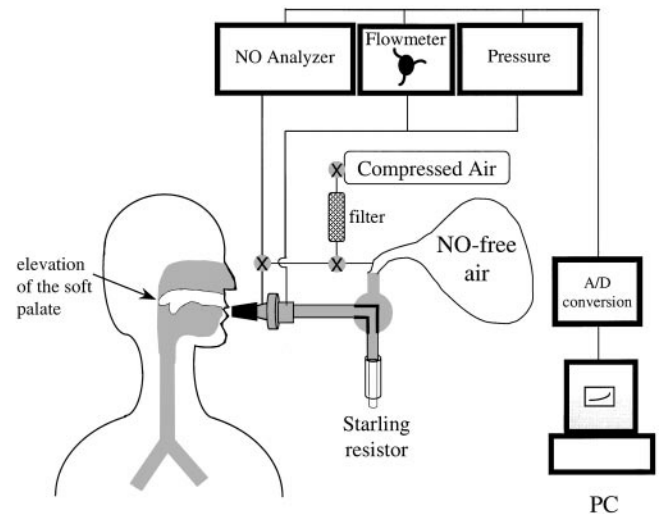 NO Analyzer
Flowmeter
Pressure
Compressed Air
filter
NO-free
air
elevation
of the soft
palate
A/D
conversion
Starling
resistor
PC